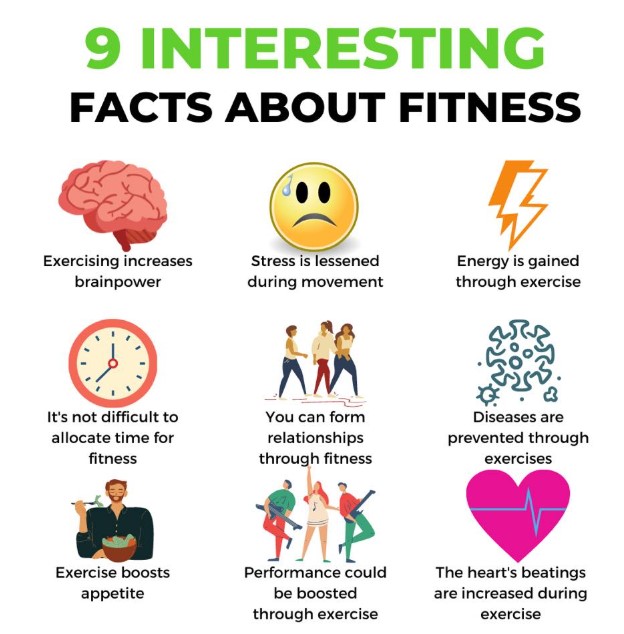 9 INTERESTING
FACTS ABOUT FITNESS
Exercising increases
brainpower
Stress is lessened
during movement
Energy is gained
through exercise
It's not difficult to
allocate time for
fitness
You can form
relationships
through fitness
Diseases are
prevented through
exercises
Exercise boosts
appetite
Performance could
be boosted
through exercise
The heart's beatings
are increased during
exercise